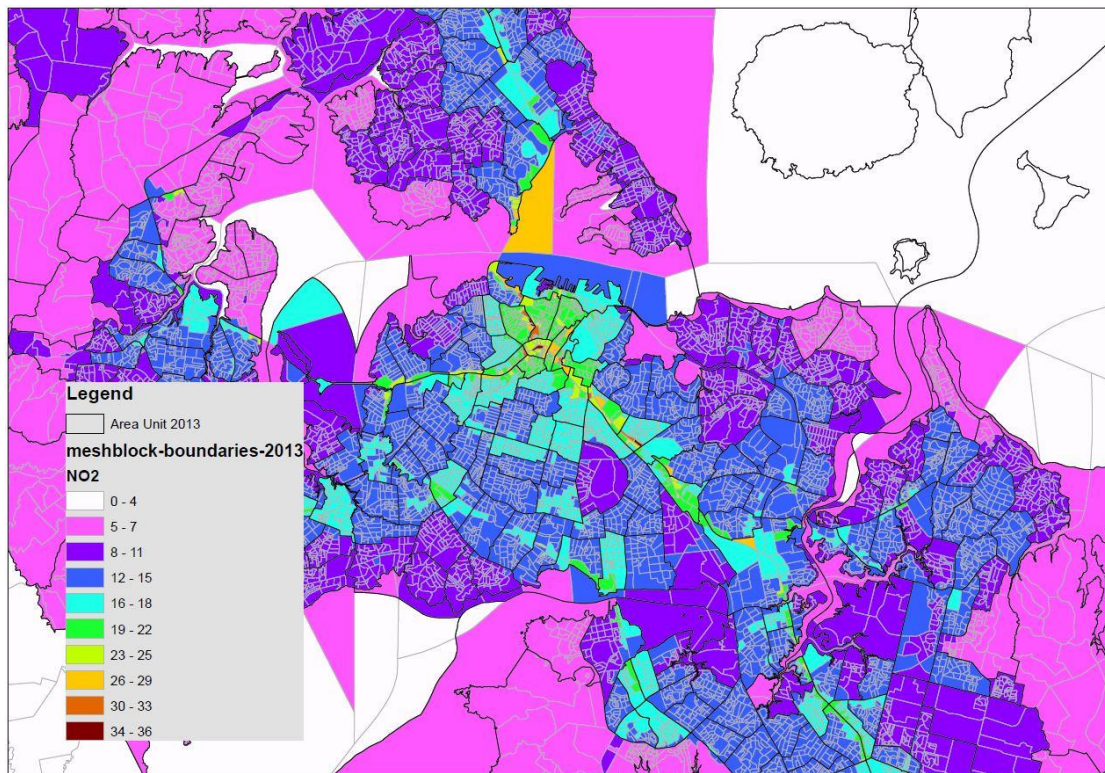 Legend
Area Unit 2013
meshblock-boundaries-2013
NO2
0 - 4
5 - 7
8 - 11
12 - 15
16 - 18
19 - 22
23 - 25
26 - 29
30 - 33
34 - 36